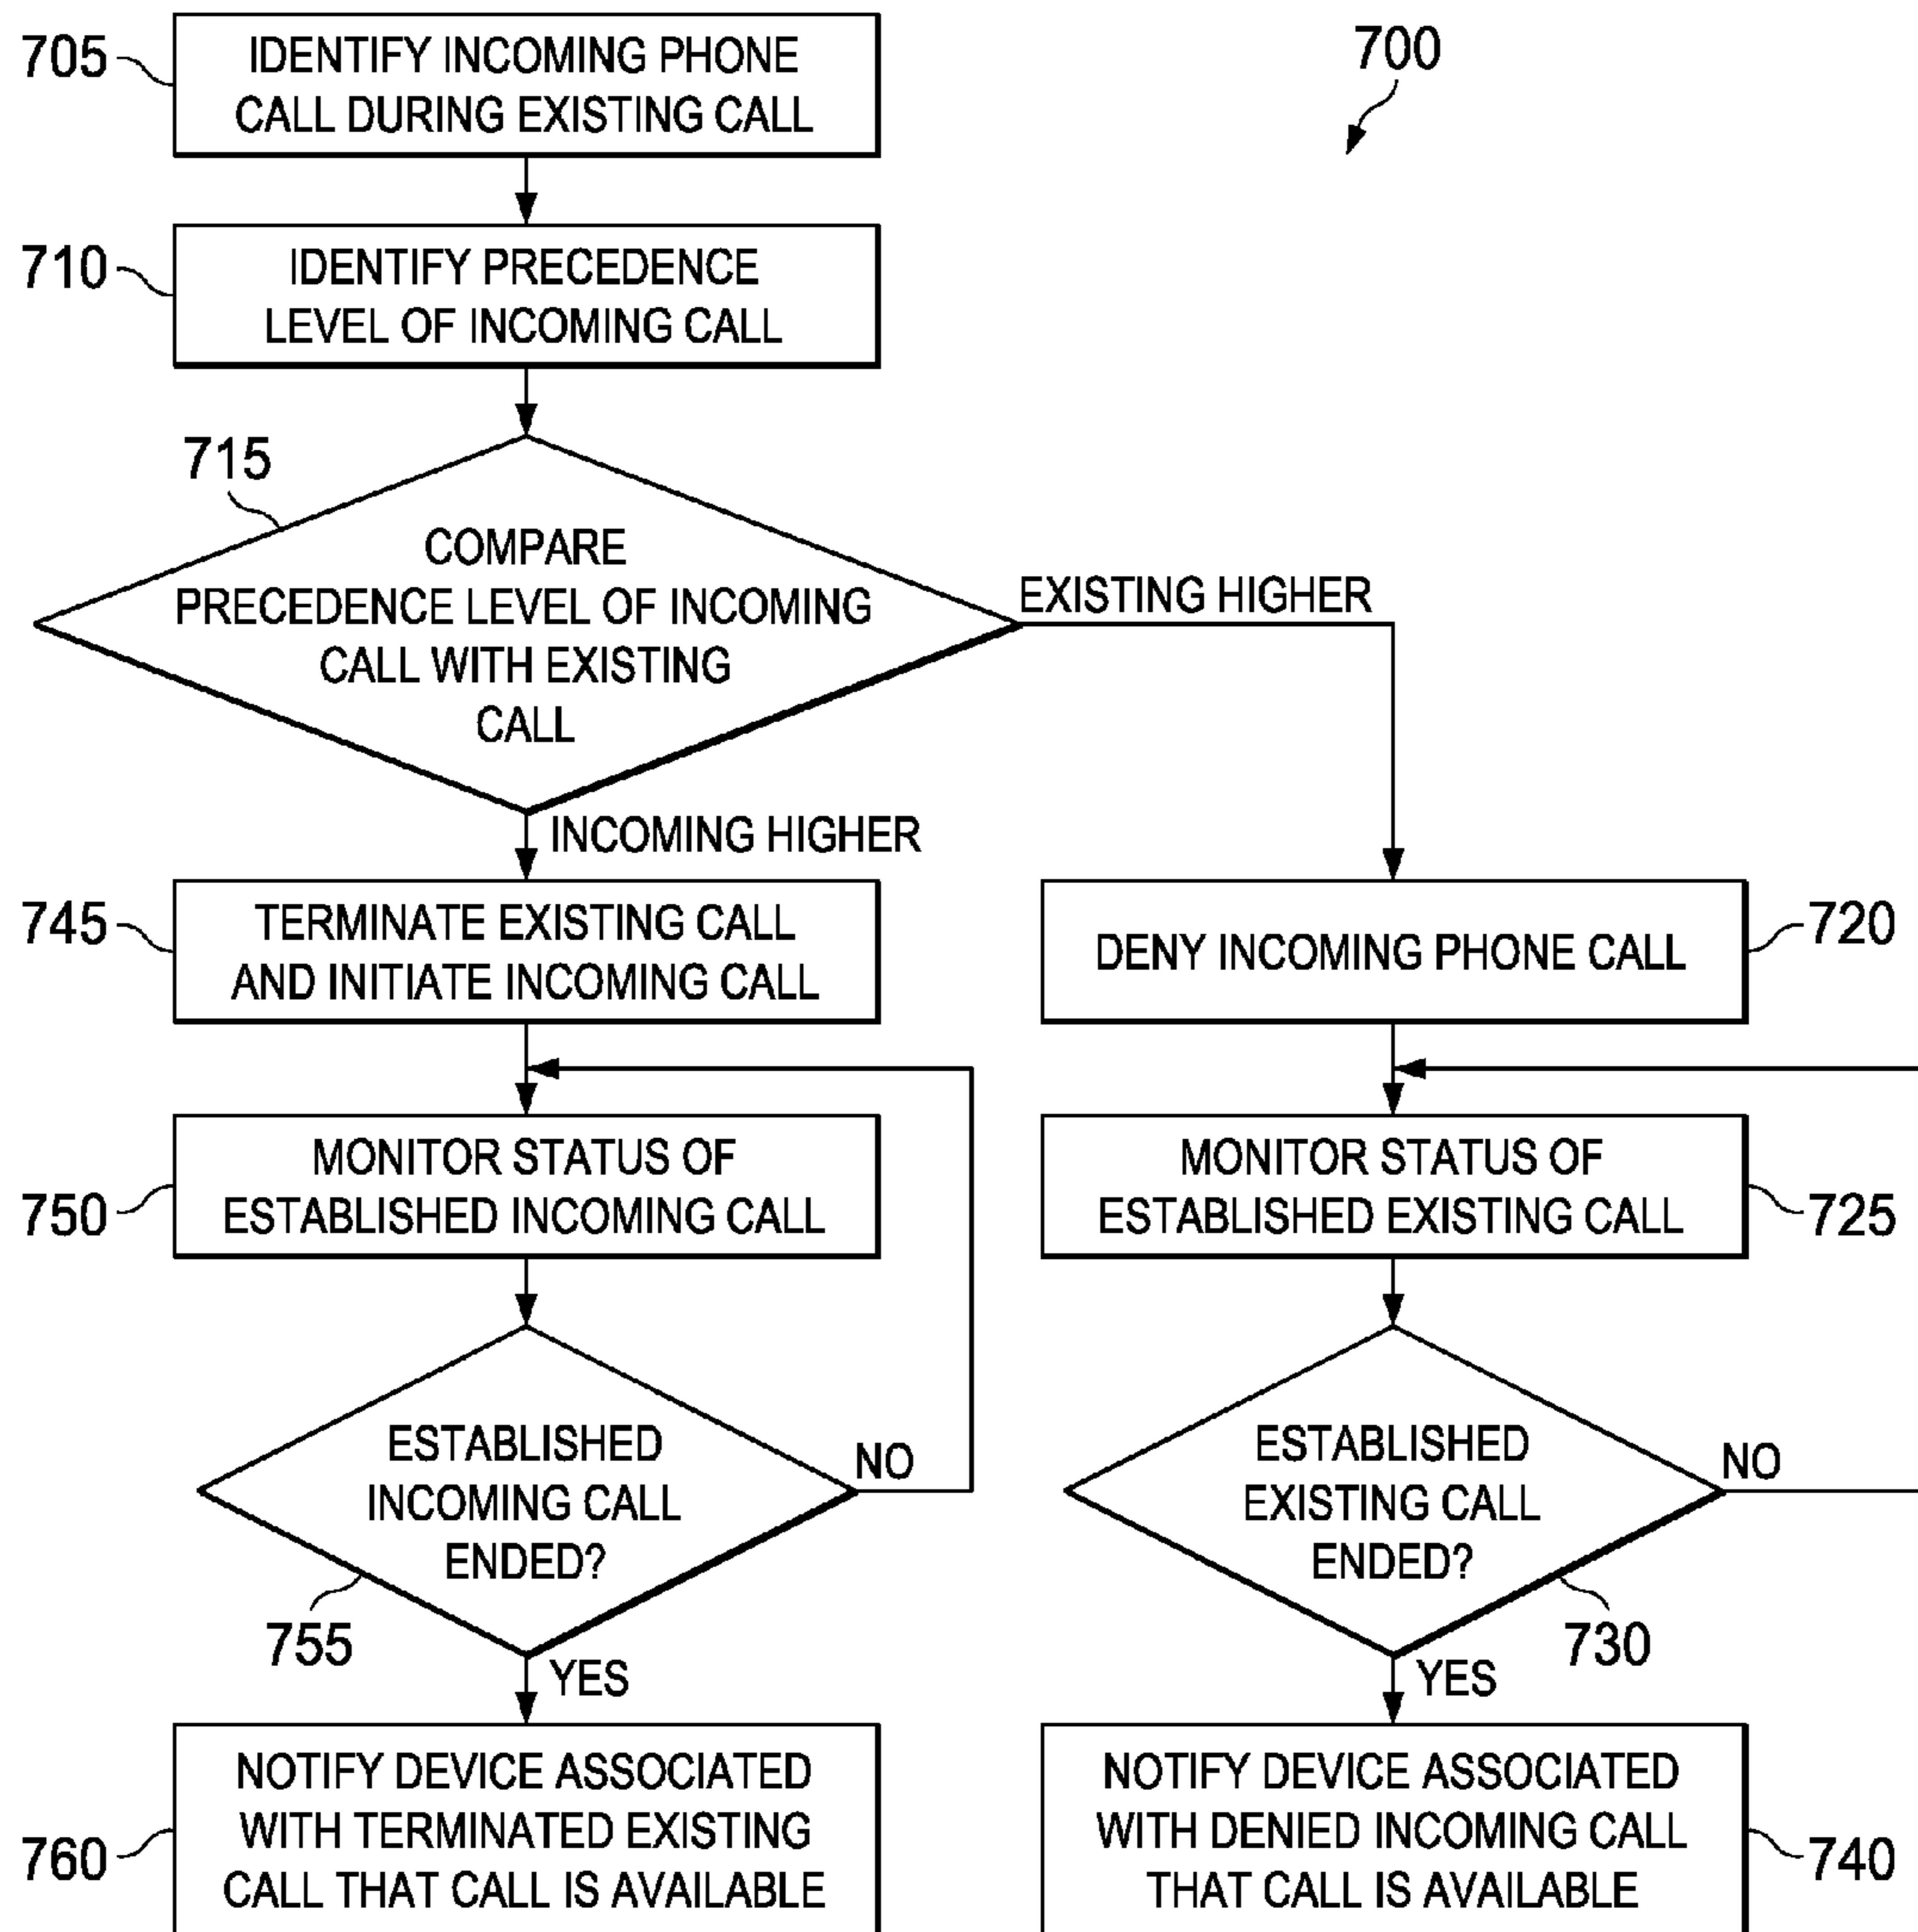 700
705
IDENTIFY INCOMING PHONE
CALL DURING EXISTING CALL
710
IDENTIFY PRECEDENCE
LEVEL OF INCOMING CALL
715
COMPARE
PRECEDENCE LEVEL OF INCOMING
CALL WITH EXISTING
CALL
EXISTING HIGHER
INCOMING HIGHER
745
TERMINATE EXISTING CALL
AND INITIATE INCOMING CALL
DENY INCOMING PHONE CALL
720
750
MONITOR STATUS OF
ESTABLISHED INCOMING CALL
MONITOR STATUS OF
ESTABLISHED EXISTING CALL
725
ESTABLISHED
INCOMING CALL
ENDED?
NO
755
YES
ESTABLISHED
EXISTING CALL
ENDED?
NO
730
YES
760
NOTIFY DEVICE ASSOCIATED
WITH TERMINATED EXISTING
CALL THAT CALL IS AVAILABLE
NOTIFY DEVICE ASSOCIATED
WITH DENIED INCOMING CALL
THAT CALL IS AVAILABLE
740